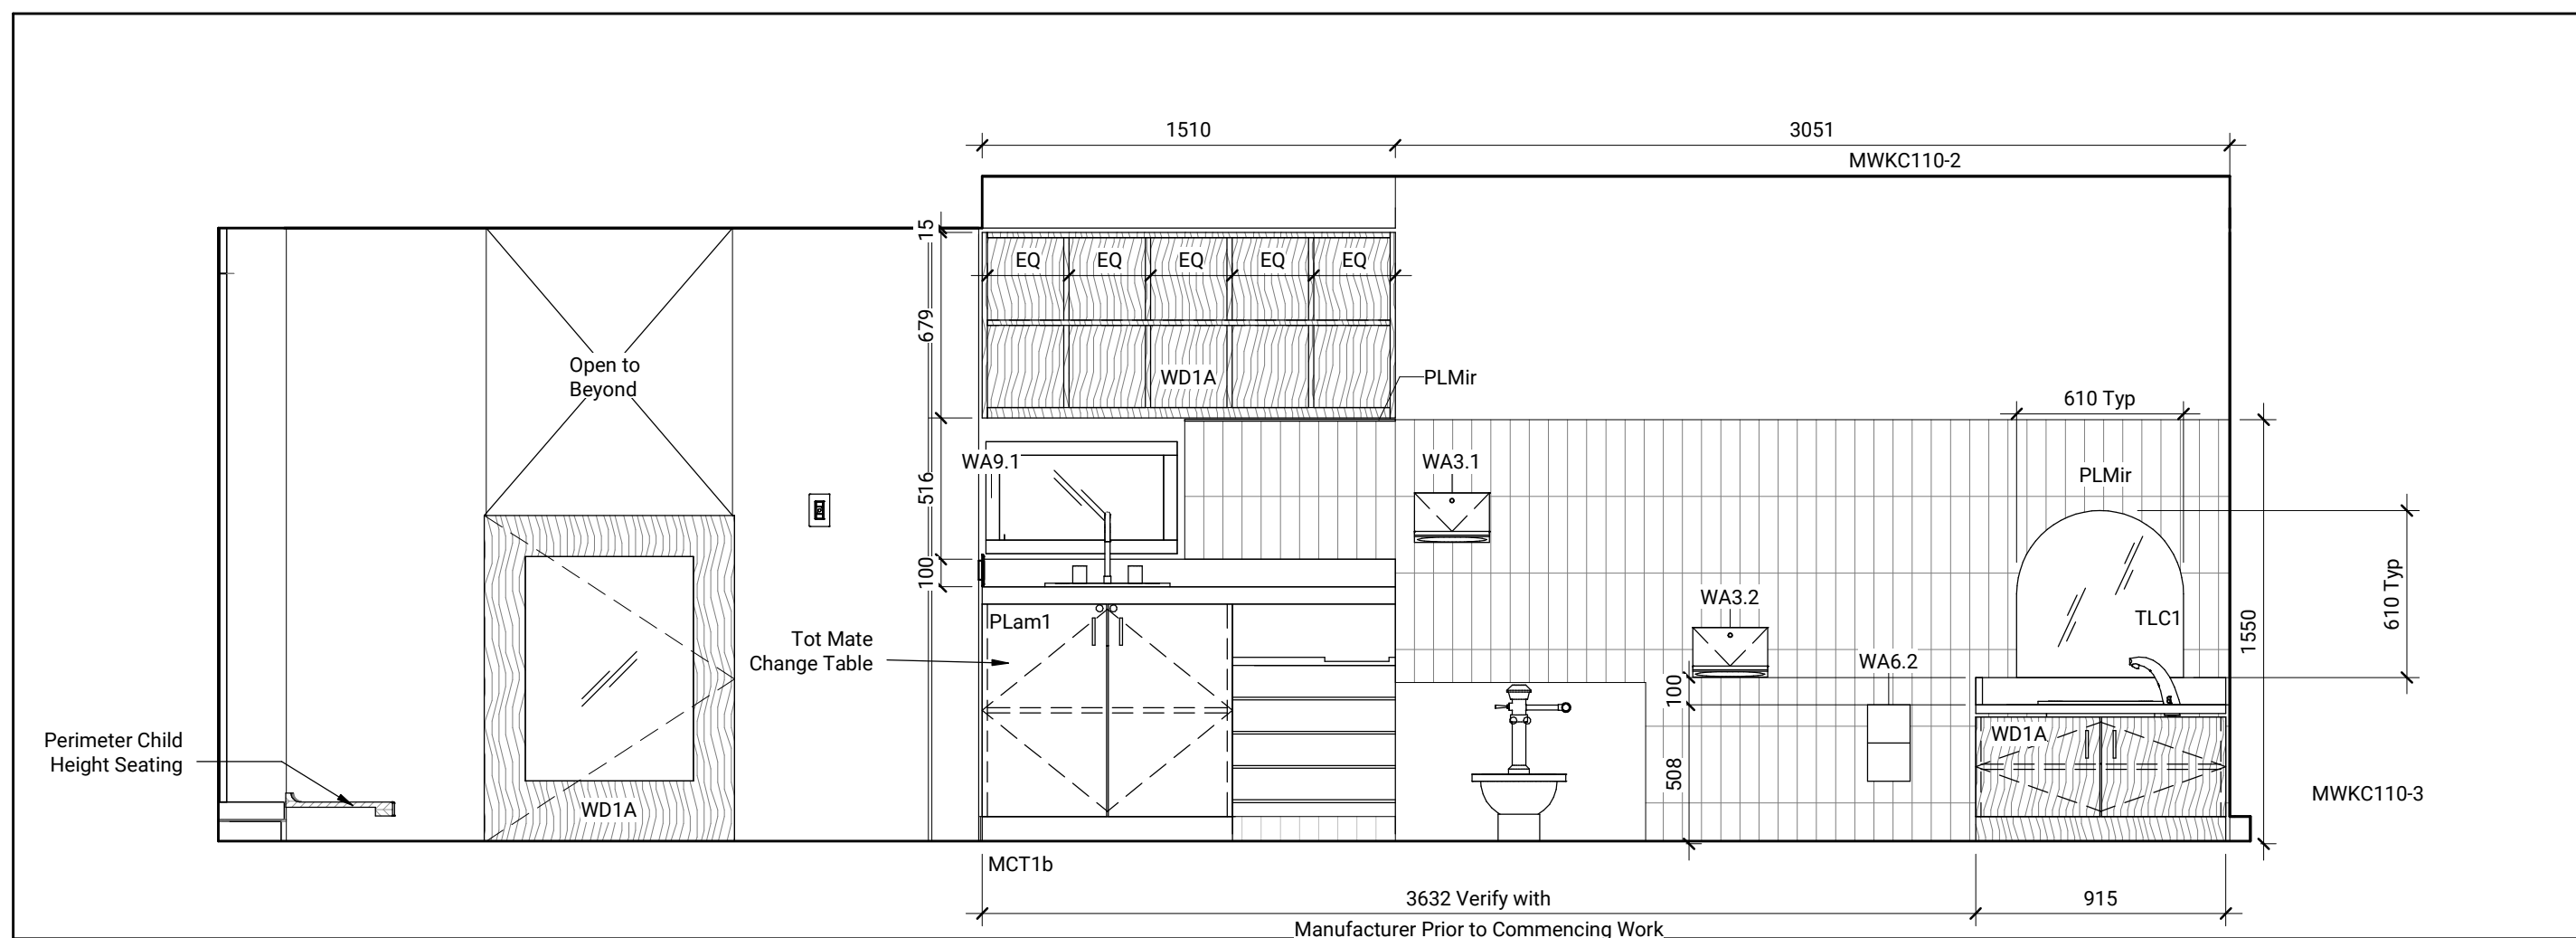 1510
3051
MWKC110-2
15
EQ EQ EQ EQ EQ
679
Open to
Beyond
WD1A
PLMir
610 Typ
WA9.1
WA3.1
516
PLMir
100
WA3.2
TLC1
610 Typ
1550
PLam1
Tot Mate
Change Table
WA6.2
100
Perimeter Child
Height Seating
WD1A
508
WD1A
MWKC110-3
MCT1b
3632 Verify with
Manufacturer Prior to Commencing Work
915